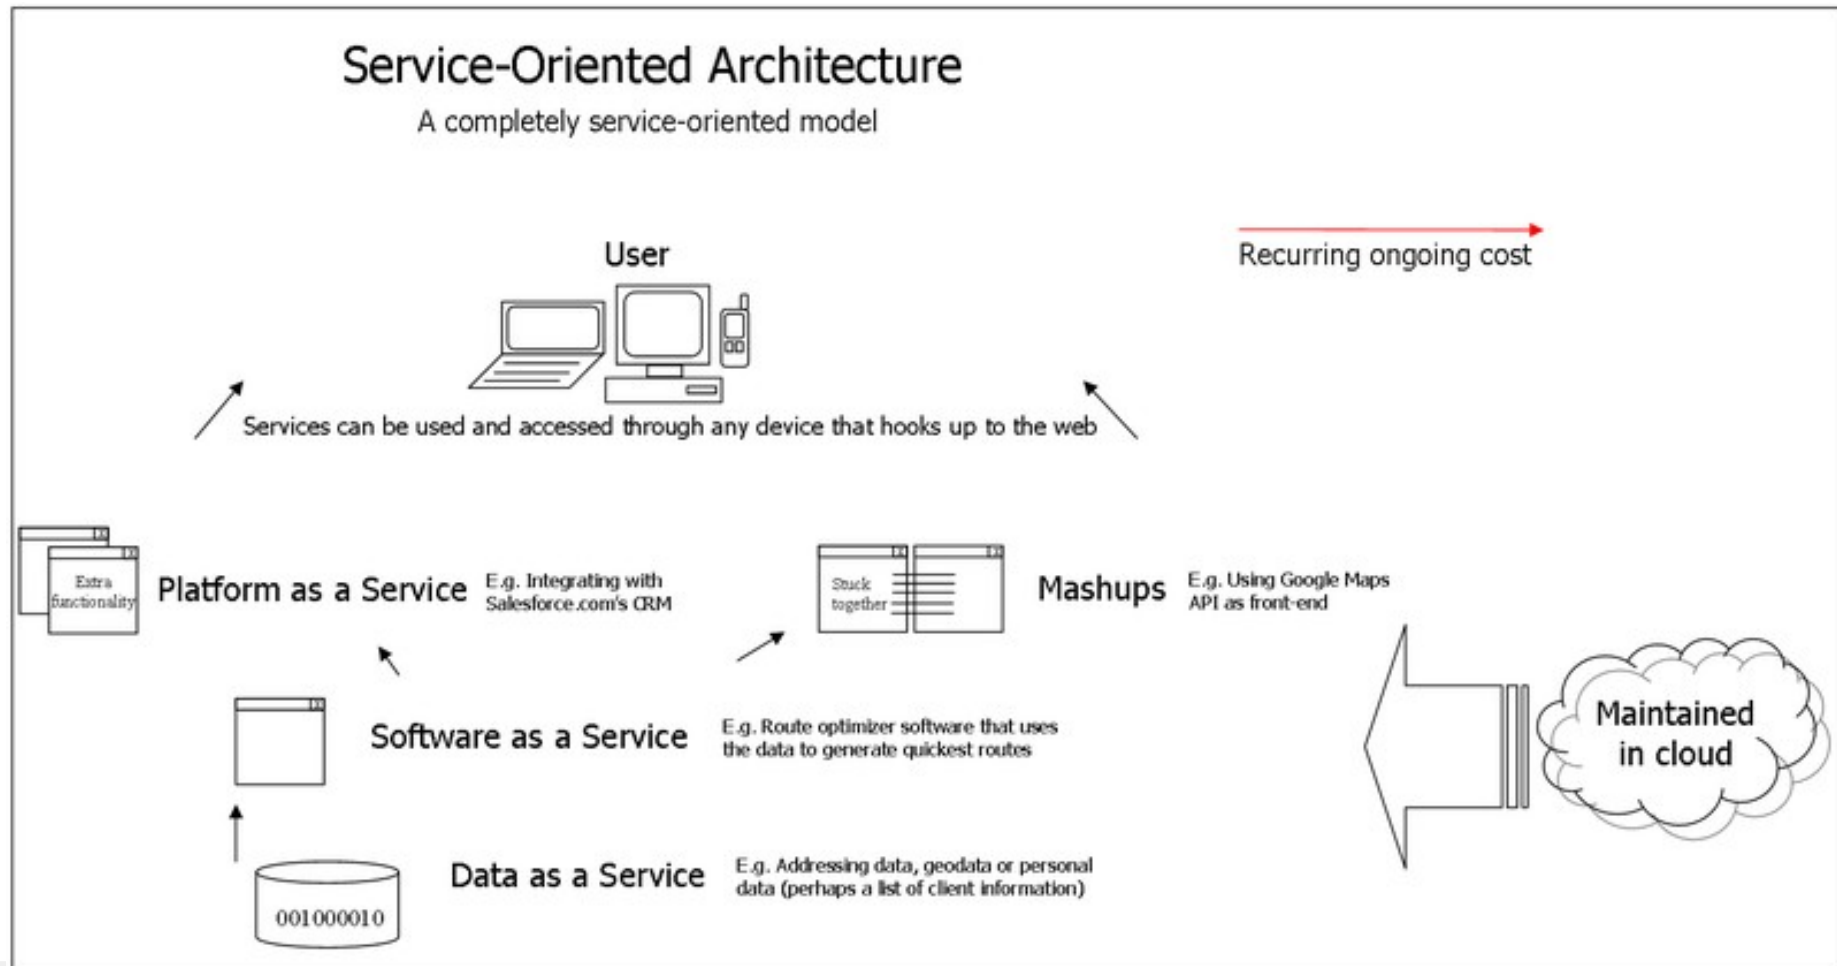 Service-Oriented Architecture
A completely service-oriented model
User
Recurring ongoing cost
Services can be used and accessed through any device that hooks up to the web
Extra
functionality
Platform as a Service
E.g. Integrating with
Salesforce.com's CRM
Stuck
together
Mashups
E.g. Using Google Maps
API as front-end
Software as a Service
E.g. Route optimizer software that uses
the data to generate quickest routes
Maintained
in cloud
001000010
Data as a Service
E.g. Addressing data, geodata or personal
data (perhaps a list of client information)